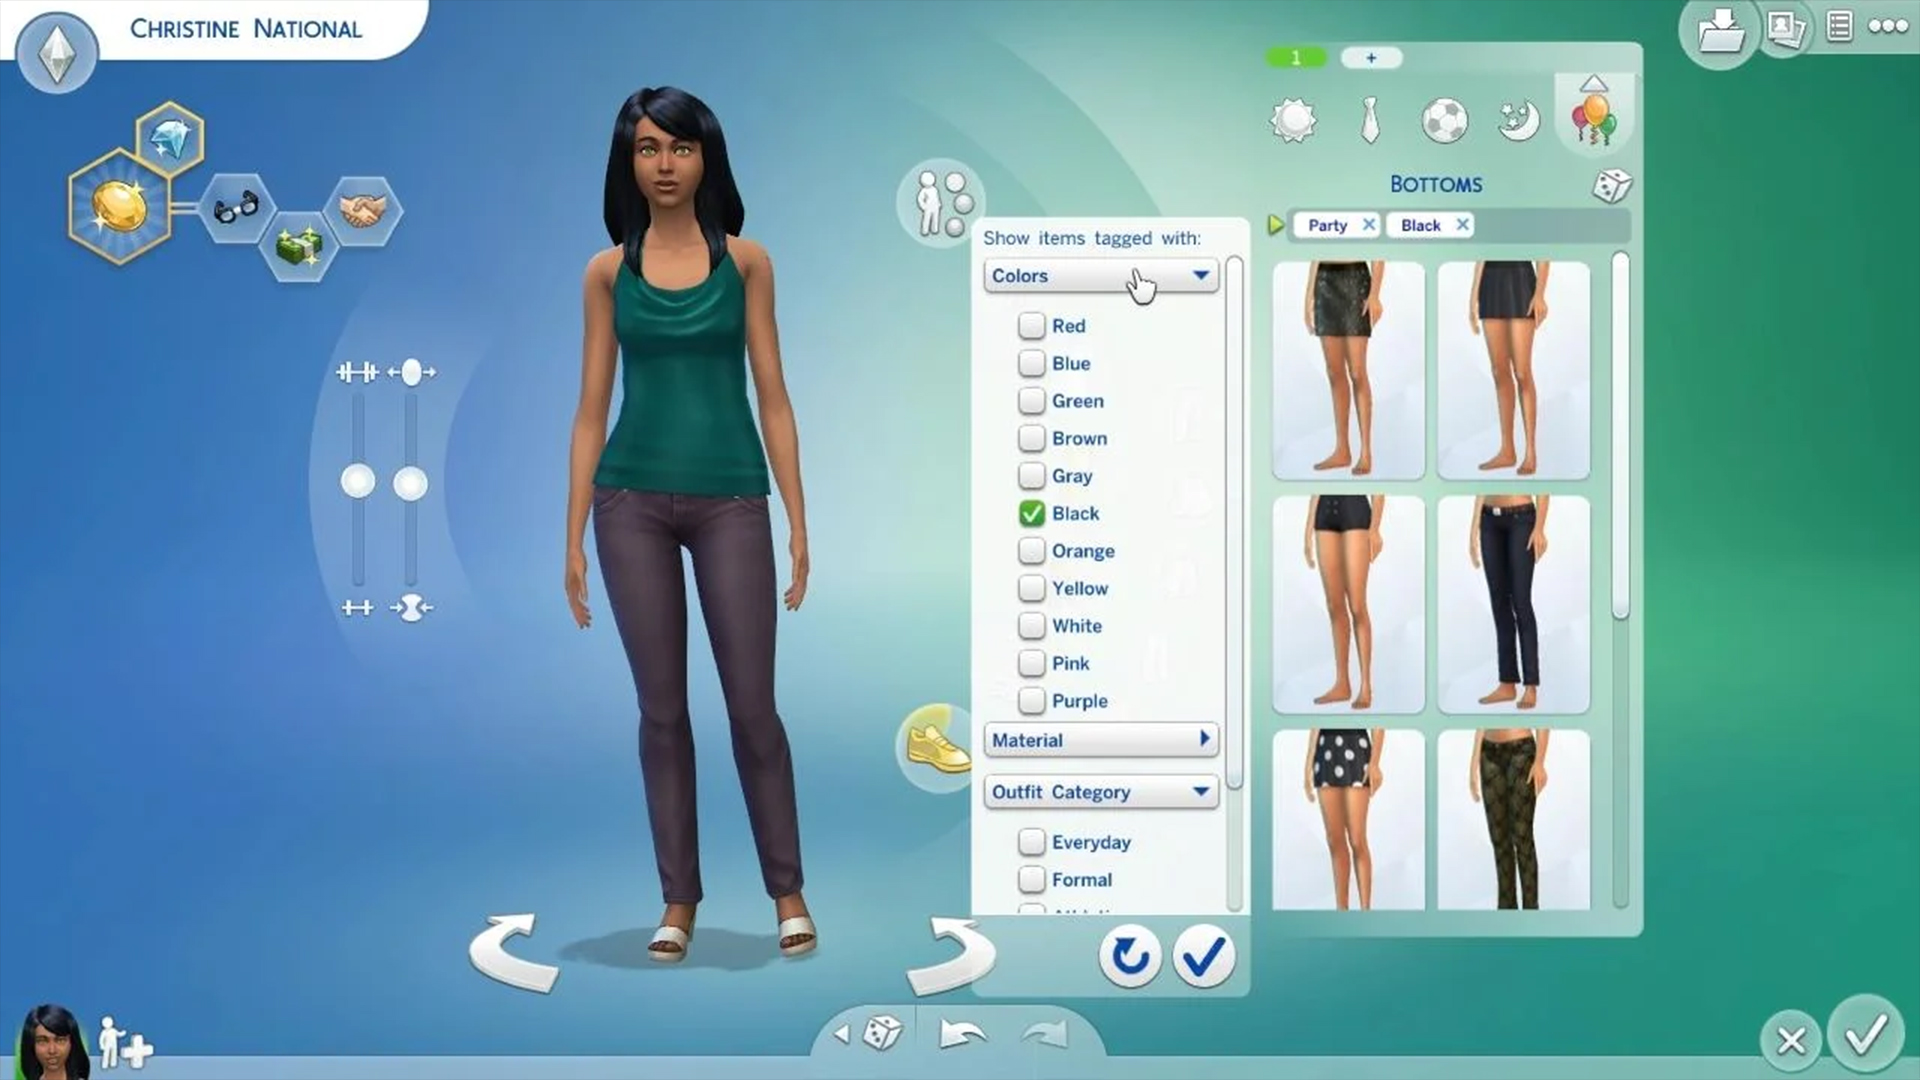 CHRISTINE NATIONAL
1 +
BOTTOMS
Party Black
Show items tagged with:
Colors
Red
Blue
Green
Brown
Gray
Black
Orange
Yellow
White
Pink
Purple
Material
Outfit Category
Everyday
Formal